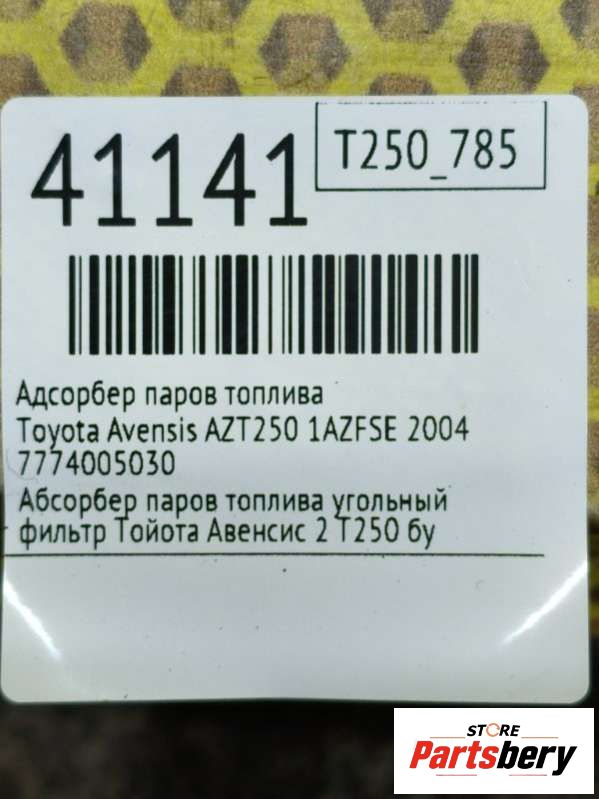 41141
T250_785
Адсорбер паров топлива
Toyota Avensis AZT250 1AZFSE 2004
7774005030
Абсорбер паров топлива угольный
фильтр Тойота Авенсис 2 Т250 бу
STORE
Partsbery